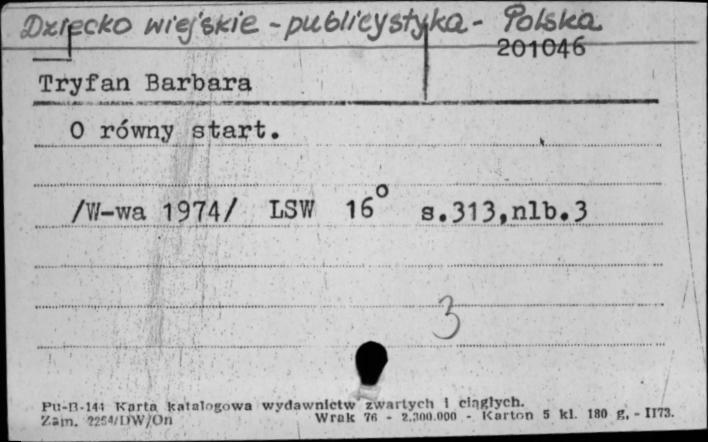 Dziecko wiejskie - publicystyka - Polska
201046
Tryfan Barbara
O równy start.
/W-wa 1974/ LSW 16° s.313,nlb.3
3
Pu-B-144 Karta katalogowa wydawnictw zwartych i ciągłych.
Zam. 2254/DW/On Wrak 76 - 2.300.000 - Karton 5 kl. 180 g. - II73.